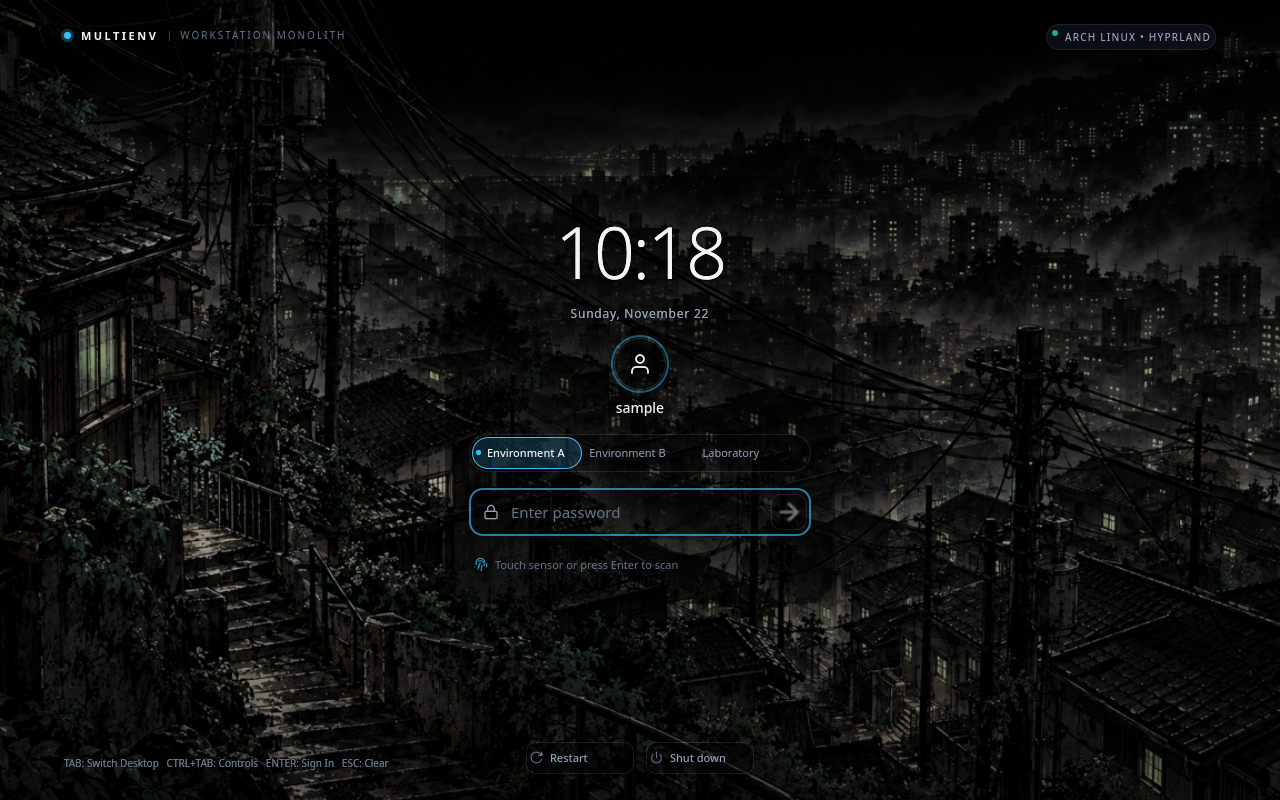 MULTIENV | WORKSTATION MONOLITH
ARCH LINUX • HYPRLAND
10:18
Sunday, November 22
sample
Environment A Environment B Laboratory
Enter password
Touch sensor or press Enter to scan
TAB: Switch Desktop CTRL+TAB: Controls ENTER: Sign In ESC: Clear
Restart Shut down